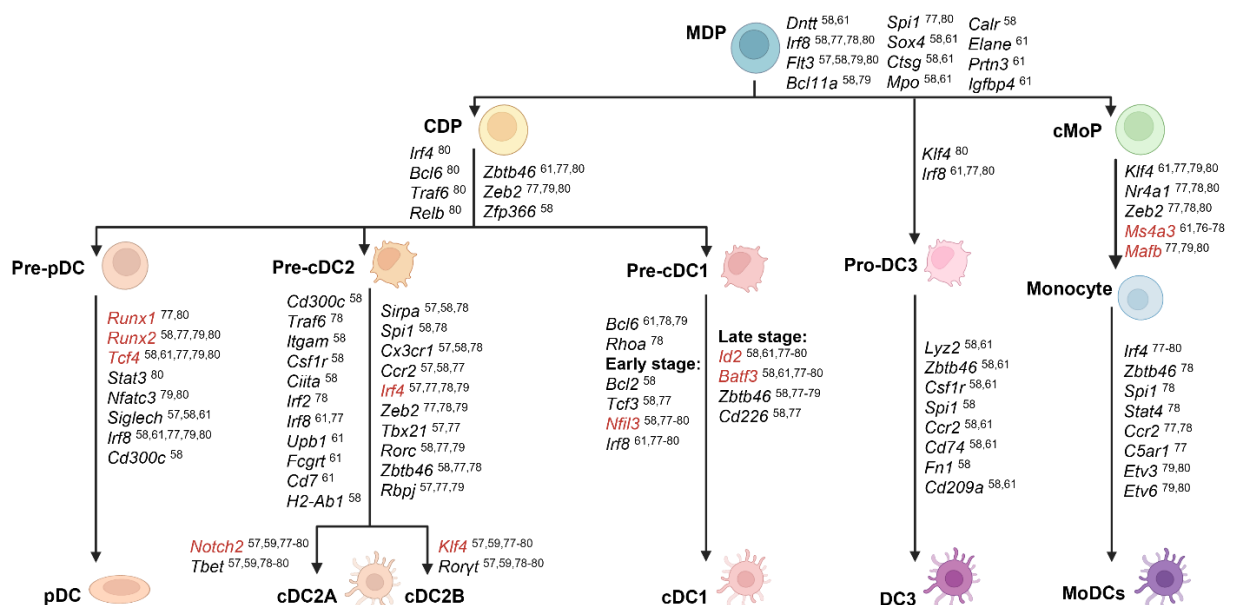 MDP
Dntt 58,61
Irf8 58,77,78,80
Flt3 57,58,79,80
Bcl11a 58,79
Spi1 77,80
Sox4 58,61
Ctsg 58,61
Mpo 58,61
Calr 58
Elane 61
Prtn3 61
Igfbp4 61
CDP
Irf4 80
Bcl6 80
Traf6 80
Relb 80
Zbtb46 61,77,80
Zeb2 77,79,80
Zfp366 58
Klf4 80
Irf8 61,77,80
cMoP
Klf4 61,77,79,80
Nr4a1 77,78,80
Zeb2 77,78,80
Ms4a3 61,76-78
Mafb 77,79,80
Pre-pDC
Runx1 77,80
Runx2 58,77,79,80
Tcf4 58,61,77,79,80
Stat3 80
Nfatc3 79,80
Siglech 57,58,61
Irf8 58,61,77,79,80
Cd300c 58
Pre-cDC2
Cd300c 58
Traf6 78
Itgam 58
Csf1r 58
Ciita 58
Irf2 78
Irf8 61,77
Upb1 61
Fcgrt 61
Cd7 61
H2-Ab1 58
Sirpa 57,58,78
Spi1 58,78
Cx3cr1 57,58,78
Ccr2 57,58,77
Irf4 57,77,78,79
Zeb2 77,78,79
Tbx21 57,77
Rorc 58,77,79
Zbtb46 58,77,78
Rbpj 57,77,79
Pre-cDC1
Bcl6 61,78,79
Rhoa 78
Early stage:
Bcl2 58
Tcf3 58,77
Nfil3 58,77-80
Irf8 61,77-80
Late stage:
Id2 58,61,77-80
Batf3 58,61,77-80
Zbtb46 58,77-79
Cd226 58,77
Pro-DC3
Lyz2 58,61
Zbtb46 58,61
Csf1r 58,61
Spi1 58
Ccr2 58,61
Cd74 58,61
Fn1 58
Cd209a 58,61
Monocyte
Irf4 77-80
Zbtb46 78
Spi1 78
Stat4 78
Ccr2 77,78
C5ar1 77
Etv3 79,80
Etv6 79,80
Notch2 57,59,77-80
Tbet 57,59,78-80
Klf4 57,59,77-80
Rorγt 57,59,78-80
pDC
cDC2A
cDC2B
cDC1
DC3
MoDCs